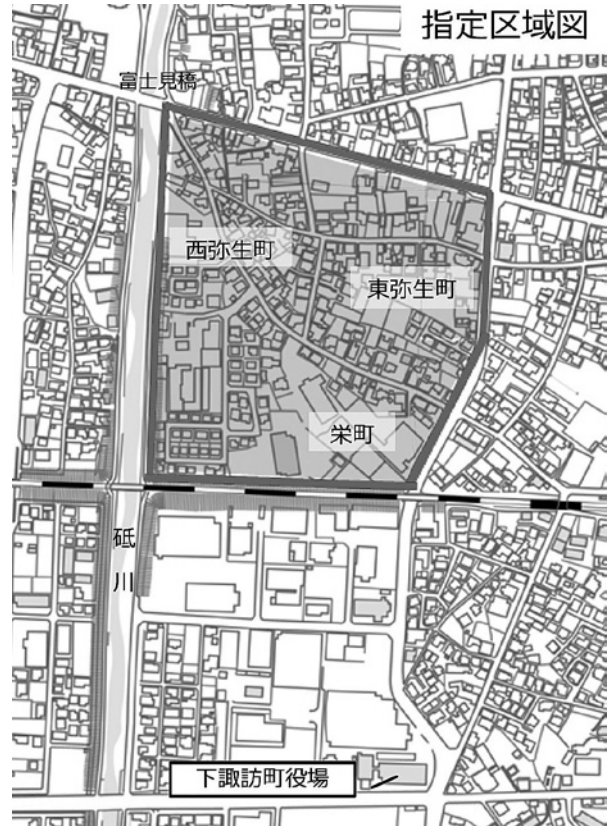 指定区域図
富士見橋
西弥生町
東弥生町
栄町
砥川
下諏訪町役場